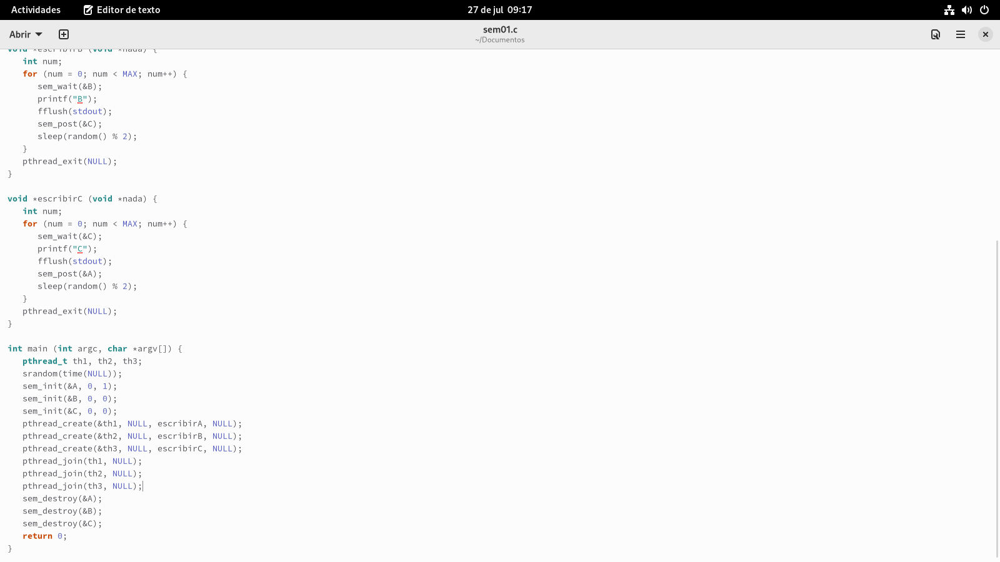 Actividades Editor de texto 27 de jul 09:17
Abrir sem01.c
~/Documentos
void *escribirB (void *nada) {
   int num;
   for (num = 0; num < MAX; num++) {
      sem_wait(&B);
      printf("B");
      fflush(stdout);
      sem_post(&C);
      sleep(random() % 2);
   }
   pthread_exit(NULL);
}

void *escribirC (void *nada) {
   int num;
   for (num = 0; num < MAX; num++) {
      sem_wait(&C);
      printf("C");
      fflush(stdout);
      sem_post(&A);
      sleep(random() % 2);
   }
   pthread_exit(NULL);
}

int main (int argc, char *argv[]) {
   pthread_t th1, th2, th3;
   srandom(time(NULL));
   sem_init(&A, 0, 1);
   sem_init(&B, 0, 0);
   sem_init(&C, 0, 0);
   pthread_create(&th1, NULL, escribirA, NULL);
   pthread_create(&th2, NULL, escribirB, NULL);
   pthread_create(&th3, NULL, escribirC, NULL);
   pthread_join(th1, NULL);
   pthread_join(th2, NULL);
   pthread_join(th3, NULL);
   sem_destroy(&A);
   sem_destroy(&B);
   sem_destroy(&C);
   return 0;
}